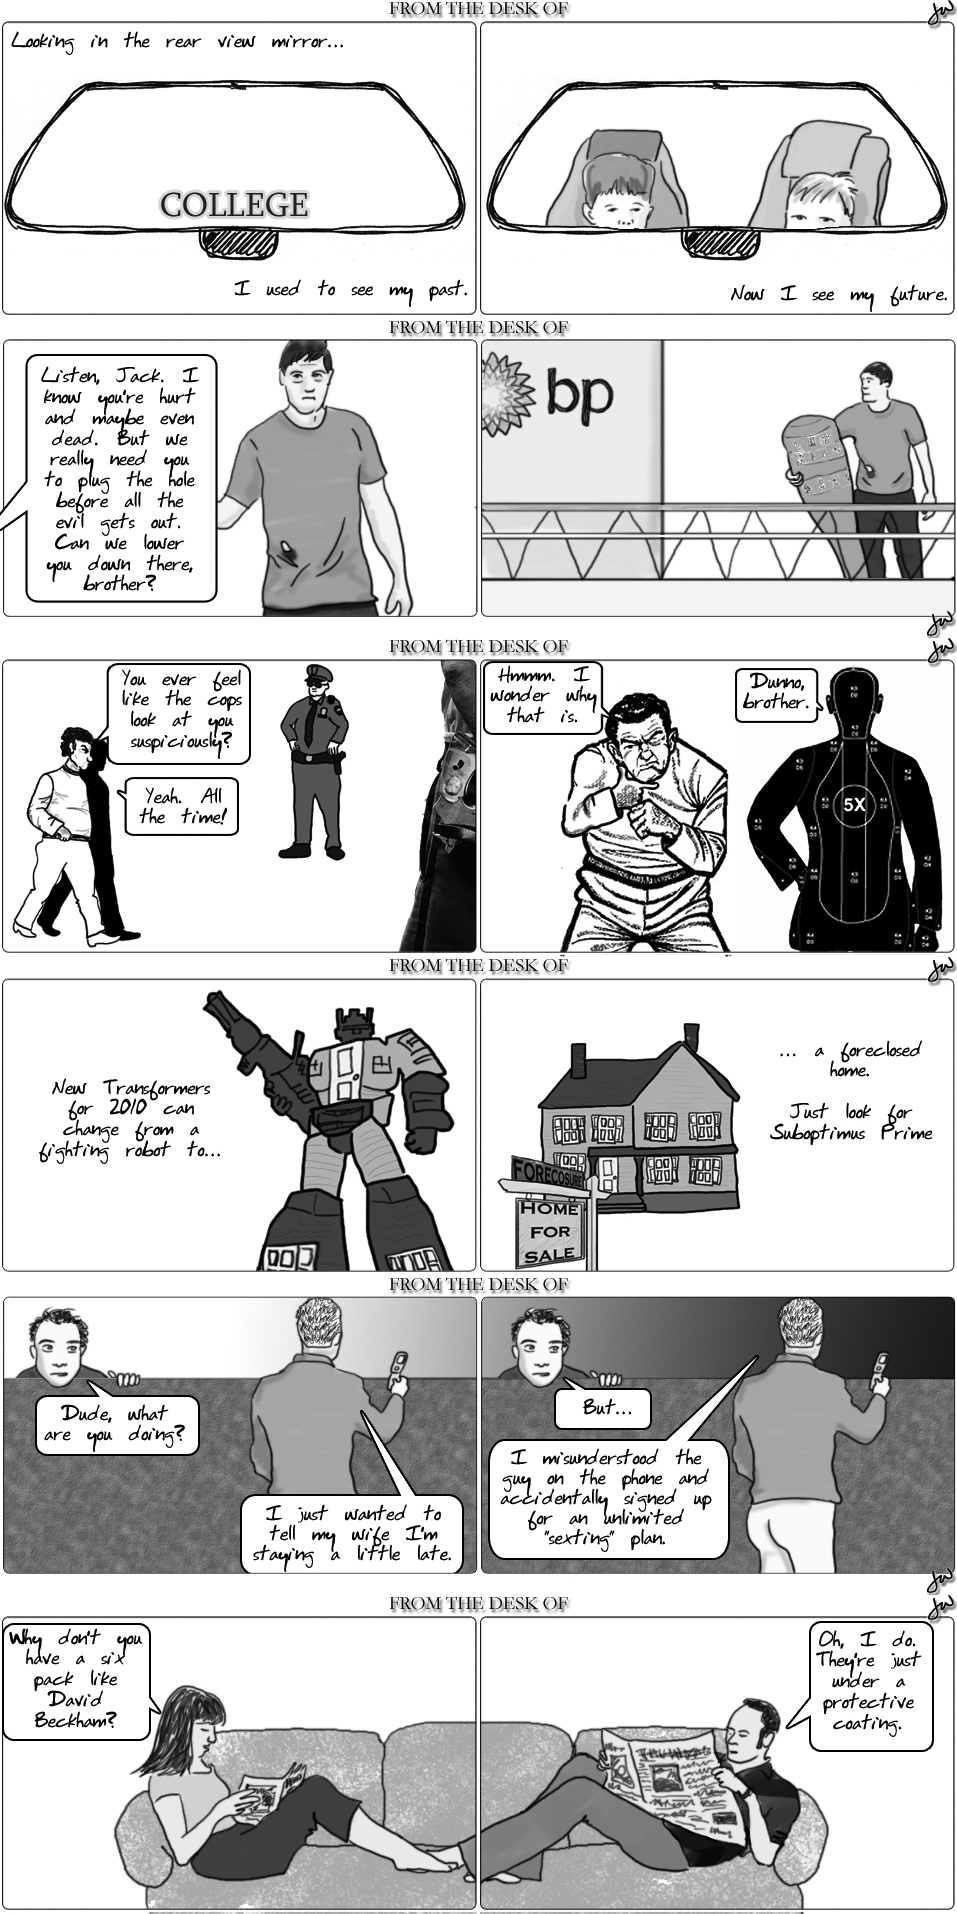 FROM THE DESK OF
JW
Looking in the rear view mirror...
COLLEGE
I used to see my past.
Now I see my future.
FROM THE DESK OF
Listen, Jack. I
know you're hurt
and maybe even
dead. But we
really need you
to plug the hole
before all the
evil gets out.
Can we lower
you down there,
brother?
bp
JW
FROM THE DESK OF
JW
You ever feel
like the cops
look at you
suspiciously?
Yeah. All
the time!
Hmmm. I
wonder why
that is.
Dunno,
brother.
5X
FROM THE DESK OF
JW
New Transformers
for 2010 can
change from a
fighting robot to...
... a foreclosed
home.
Just look for
Suboptimus Prime
FORECOSURE
HOME
FOR
SALE
FROM THE DESK OF
Dude, what
are you doing?
I just wanted to
tell my wife I'm
staying a little late.
But...
I misunderstood the
guy on the phone and
accidentally signed up
for an unlimited
"sexting" plan.
JW
FROM THE DESK OF
JW
Why don't you
have a six
pack like
David
Beckham?
Oh, I do.
They're just
under a
protective
coating.